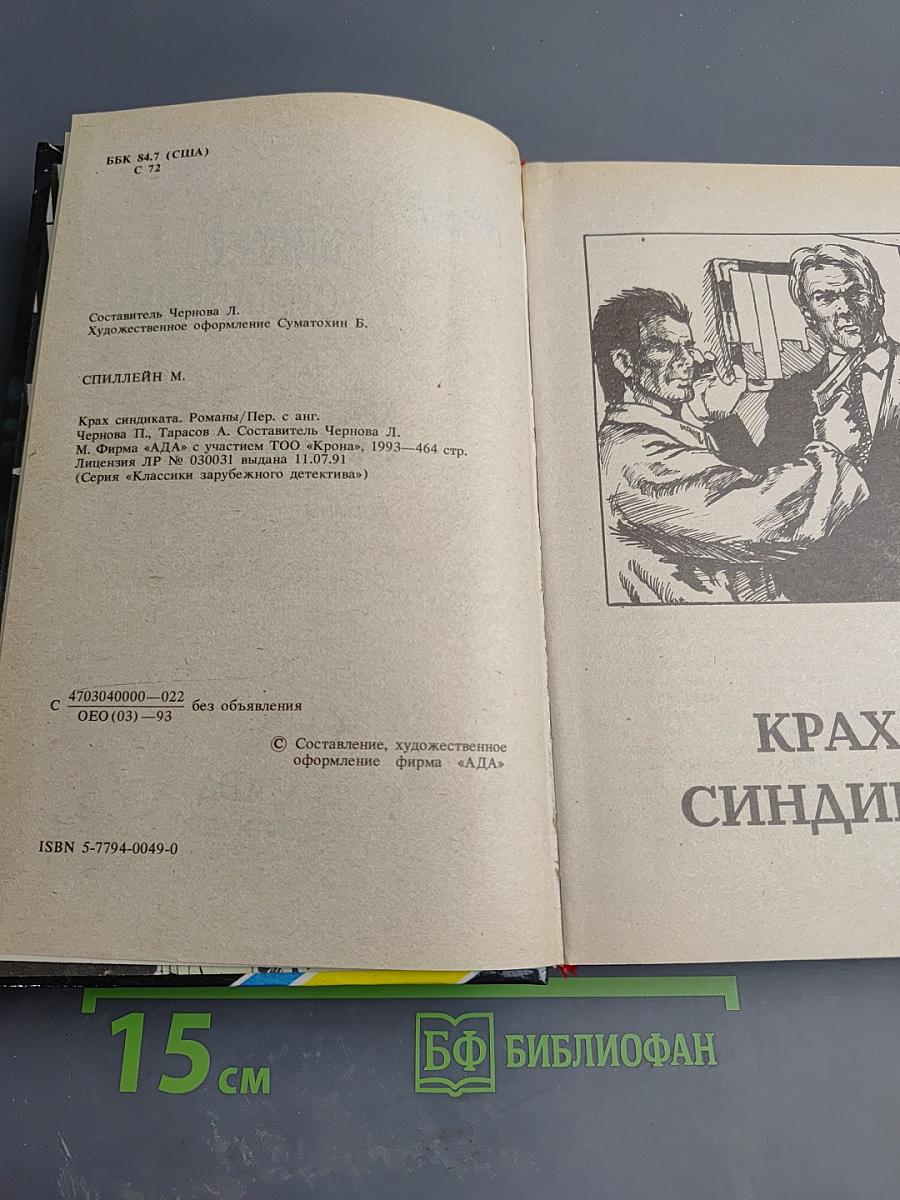 ББК 84.7 (США)
С 72
Составитель Чернова Л.
Художественное оформление Суматохин Б.
СПИЛЛЕЙН М.
Крах синдиката. Романы/Пер. с анг.
Чернова П., Тарасов А. Составитель Чернова Л.
М. Фирма «АДА» с участием ТОО «Крона», 1993—464 стр.
Лицензия ЛР № 030031 выдана 11.07.91
(Серия «Классики зарубежного детектива»)
С 4703040000—022 без объявления
ОЕО(03)—93
© Составление, художественное
оформление фирма «АДА»
ISBN 5-7794-0049-0
КРАХ
СИНДИ
15 см
БФ БИБЛИОФАН